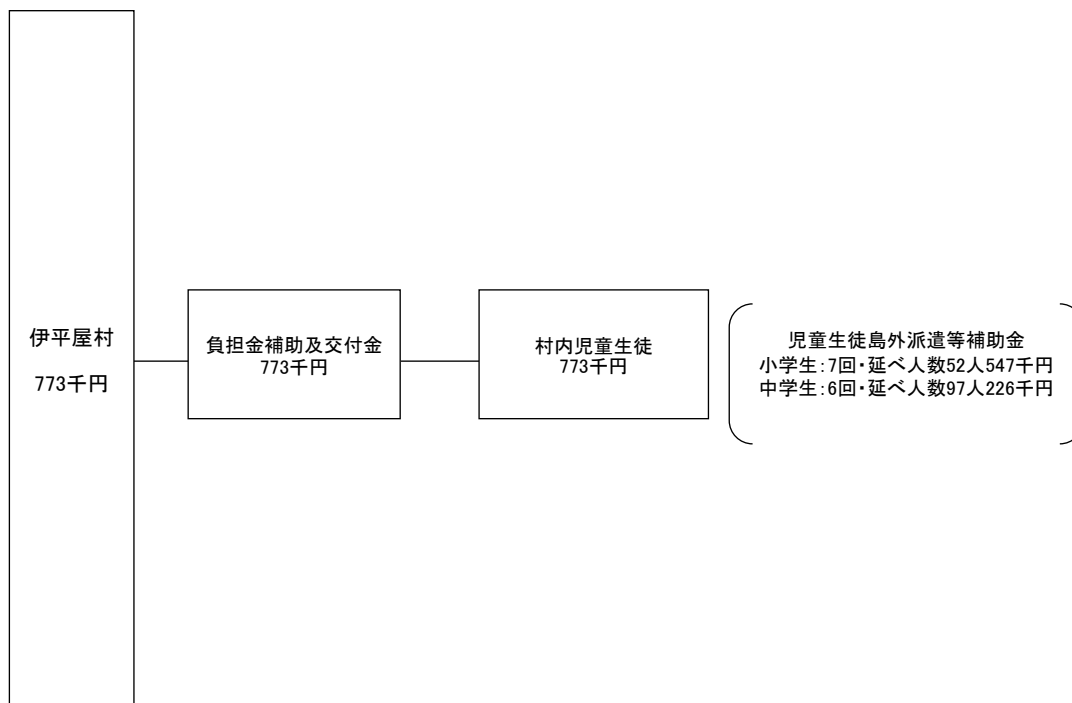 伊平屋村
773千円
負担金補助及交付金
773千円
村内児童生徒
773千円
児童生徒島外派遣等補助金
小学生:7回・延べ人数52人547千円
中学生:6回・延べ人数97人226千円